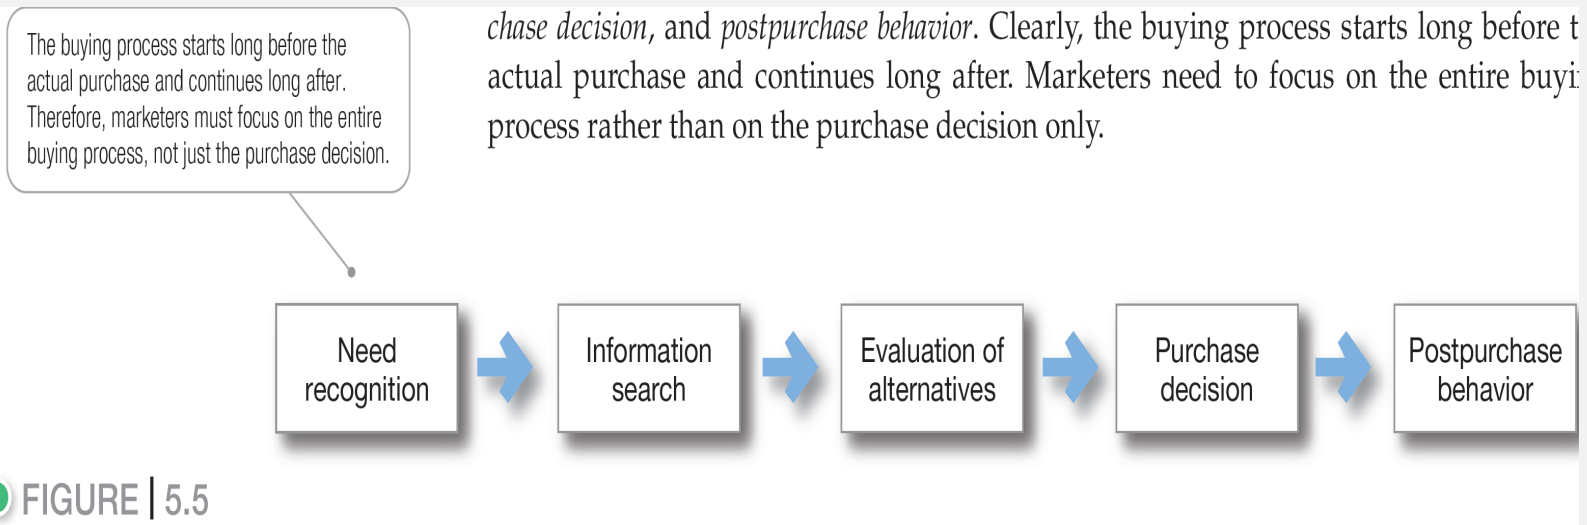 The buying process starts long before the
actual purchase and continues long after.
Therefore, marketers must focus on the entire
buying process, not just the purchase decision.
chase decision, and postpurchase behavior. Clearly, the buying process starts long before t
actual purchase and continues long after. Marketers need to focus on the entire buyi
process rather than on the purchase decision only.
Need
recognition
Information
search
Evaluation of
alternatives
Purchase
decision
Postpurchase
behavior
FIGURE | 5.5